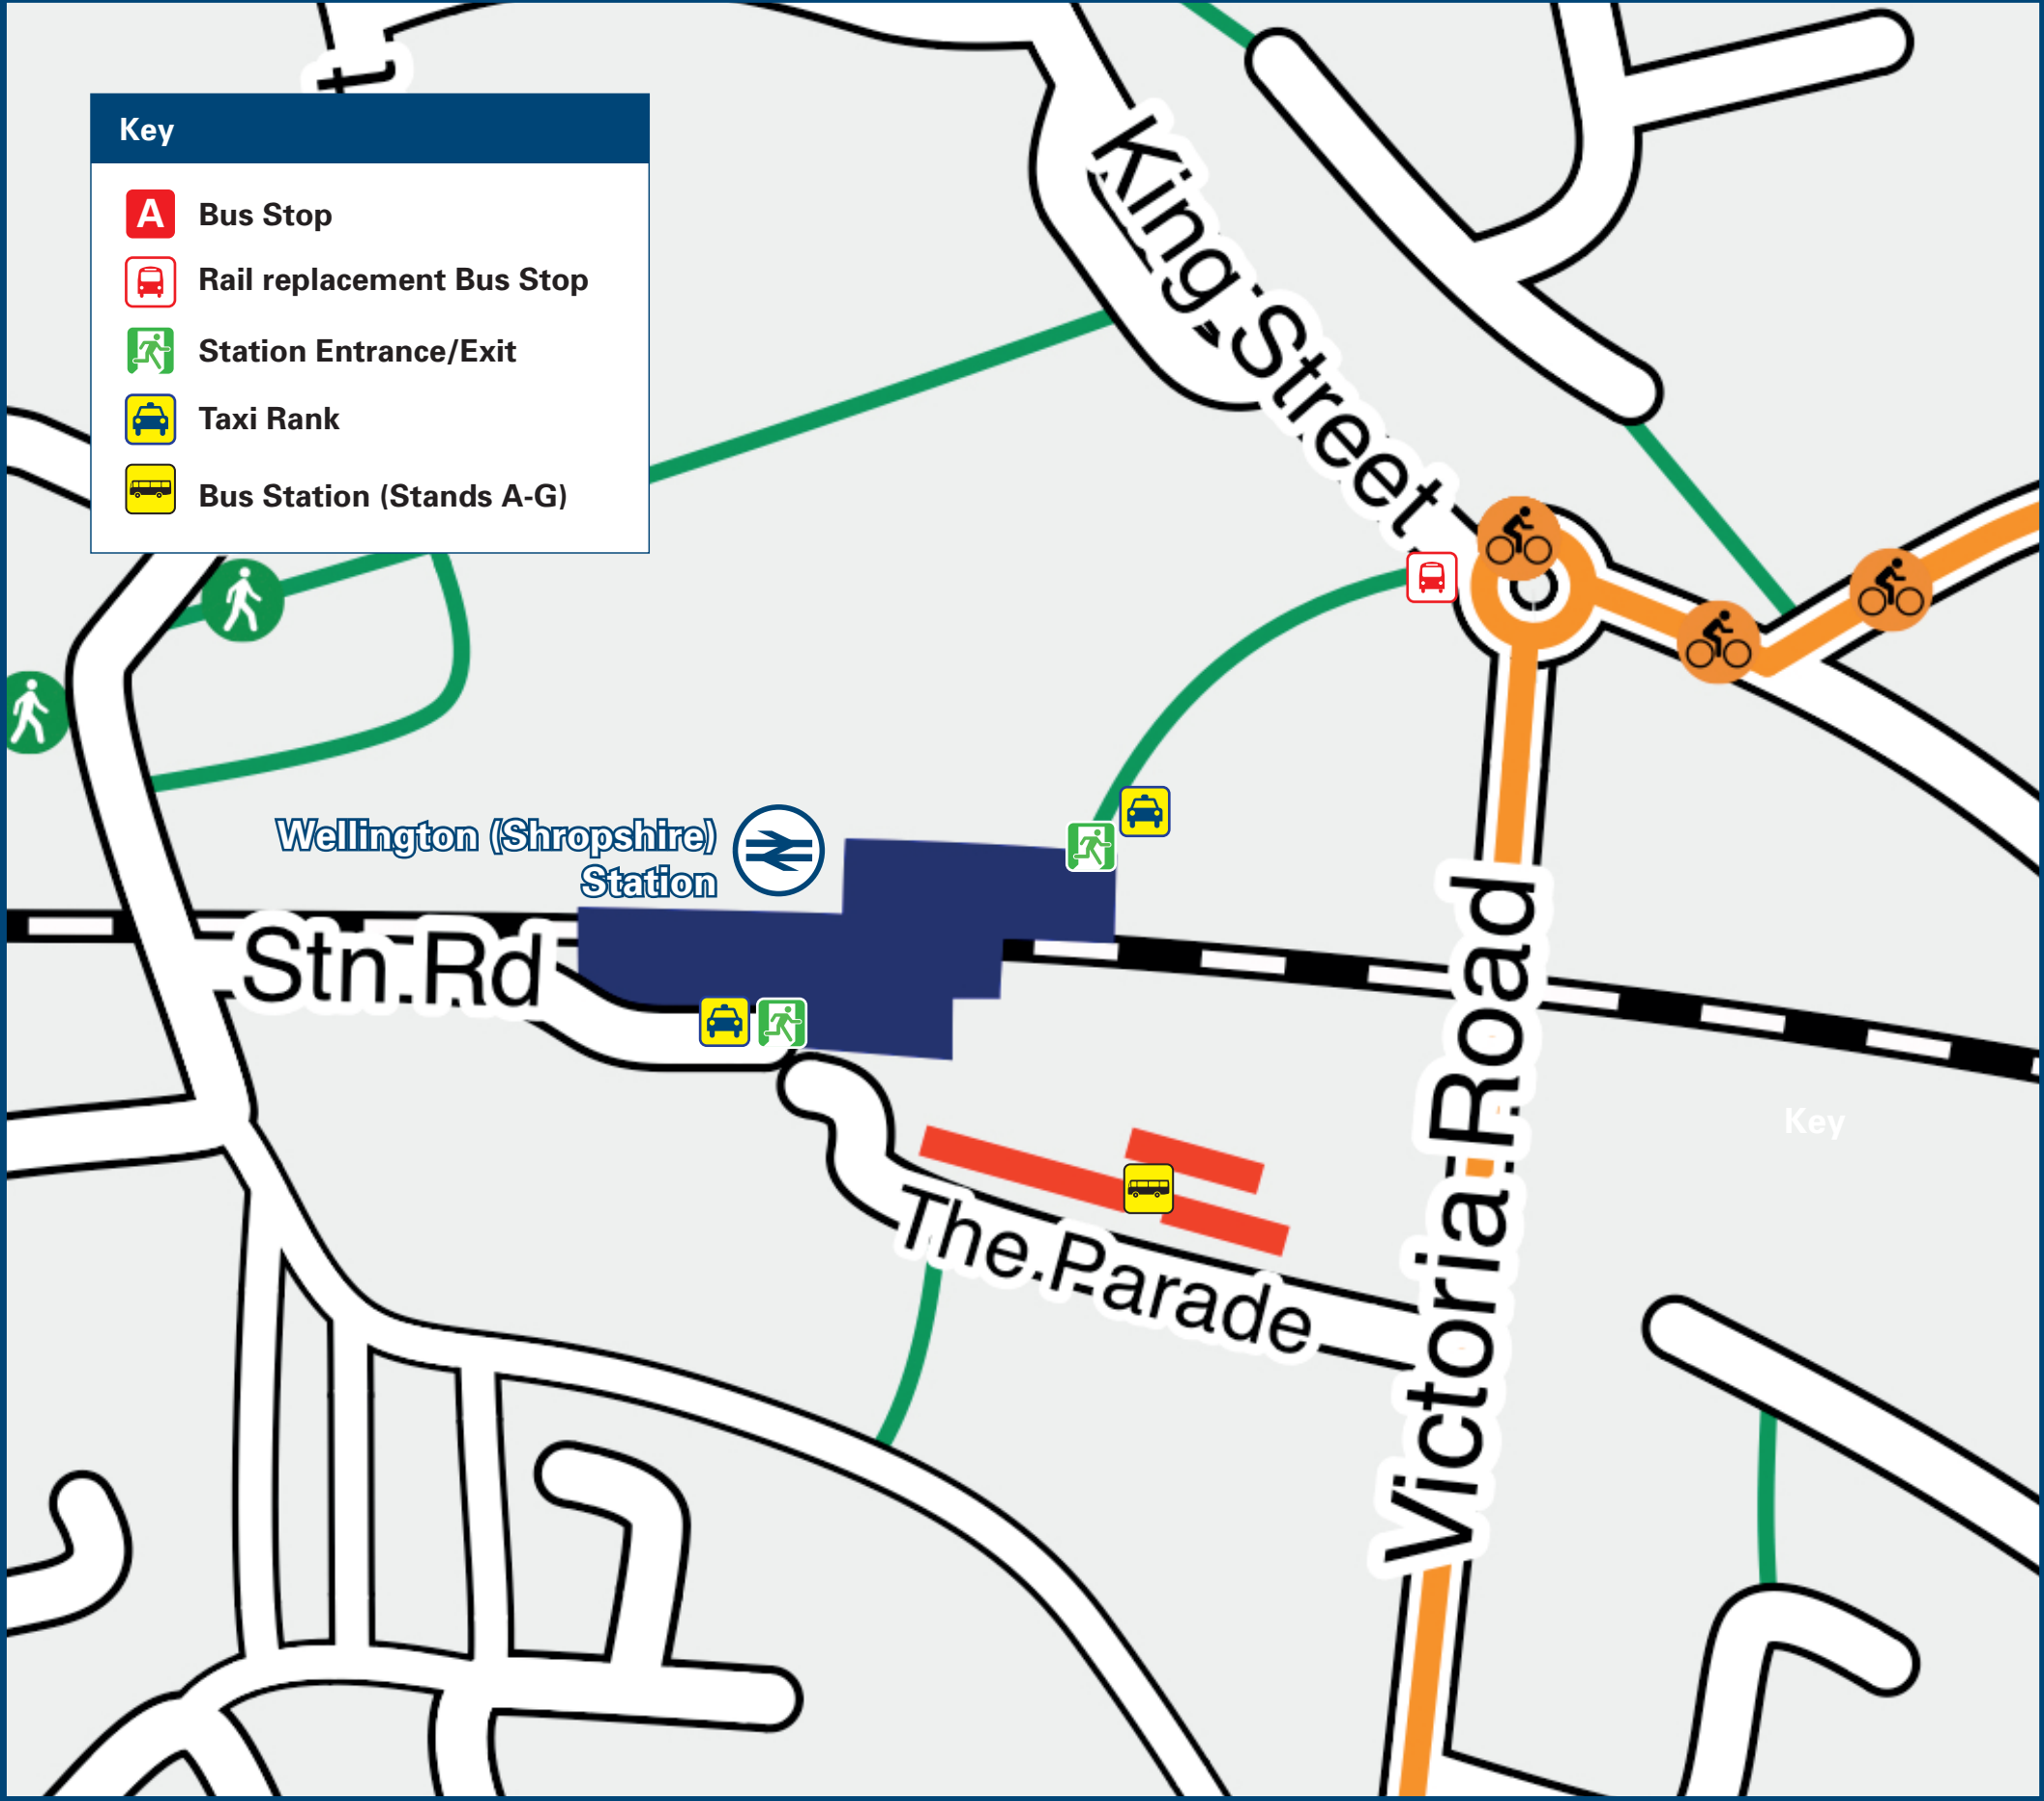 t
Key
A
Bus Stop
Rail replacement Bus Stop
Station Entrance/Exit
Taxi Rank
Bus Station (Stands A-G)
King Street
Wellington (Shropshire)
Station
Stn Rd
Victoria Road
The Parade
Key